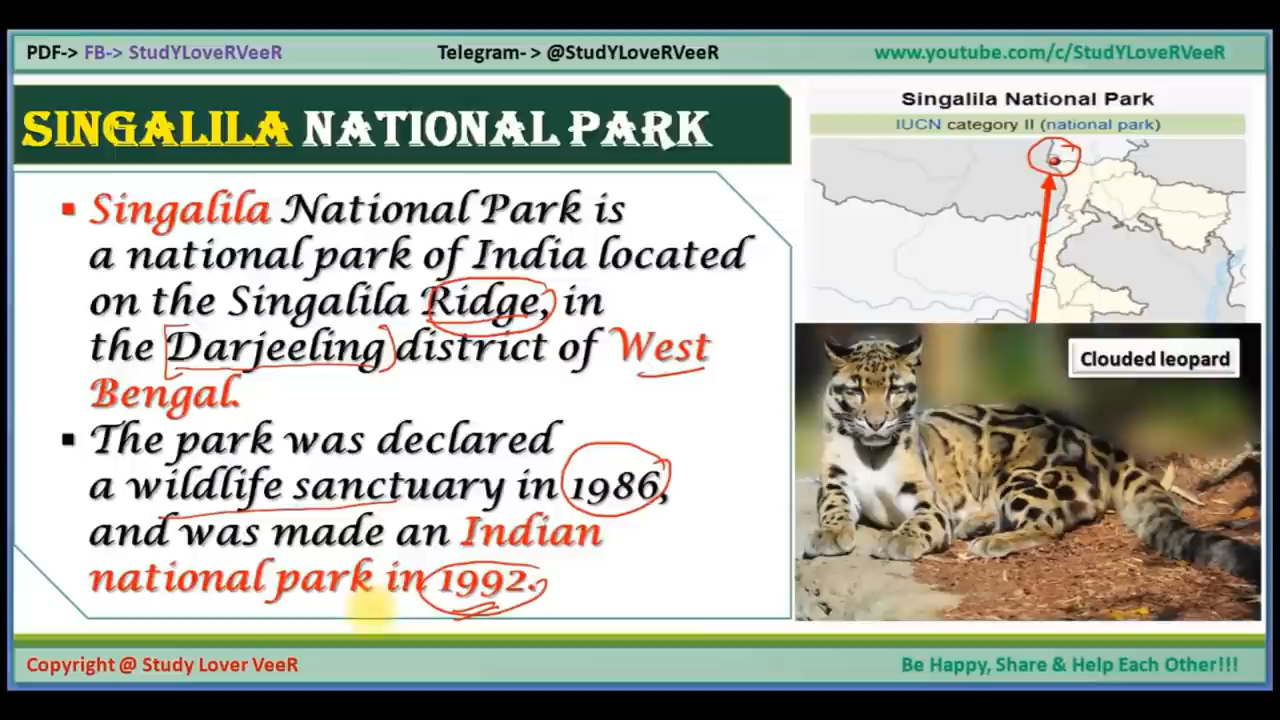 PDF-> FB-> StudYLoveRVeeR
Telegram- > @StudYLoveRVeeR
www.youtube.com/c/StudYLoveRVeeR
SINGALILA NATIONAL PARK
Singalila National Park
IUCN category II (national park)
▪ Singalila National Park is
a national park of India located
on the Singalila Ridge, in
the Darjeeling district of West
Bengal.
▪ The park was declared
a wildlife sanctuary in 1986,
and was made an Indian
national park in 1992.
Clouded leopard
Copyright @ Study Lover VeeR
Be Happy, Share & Help Each Other!!!